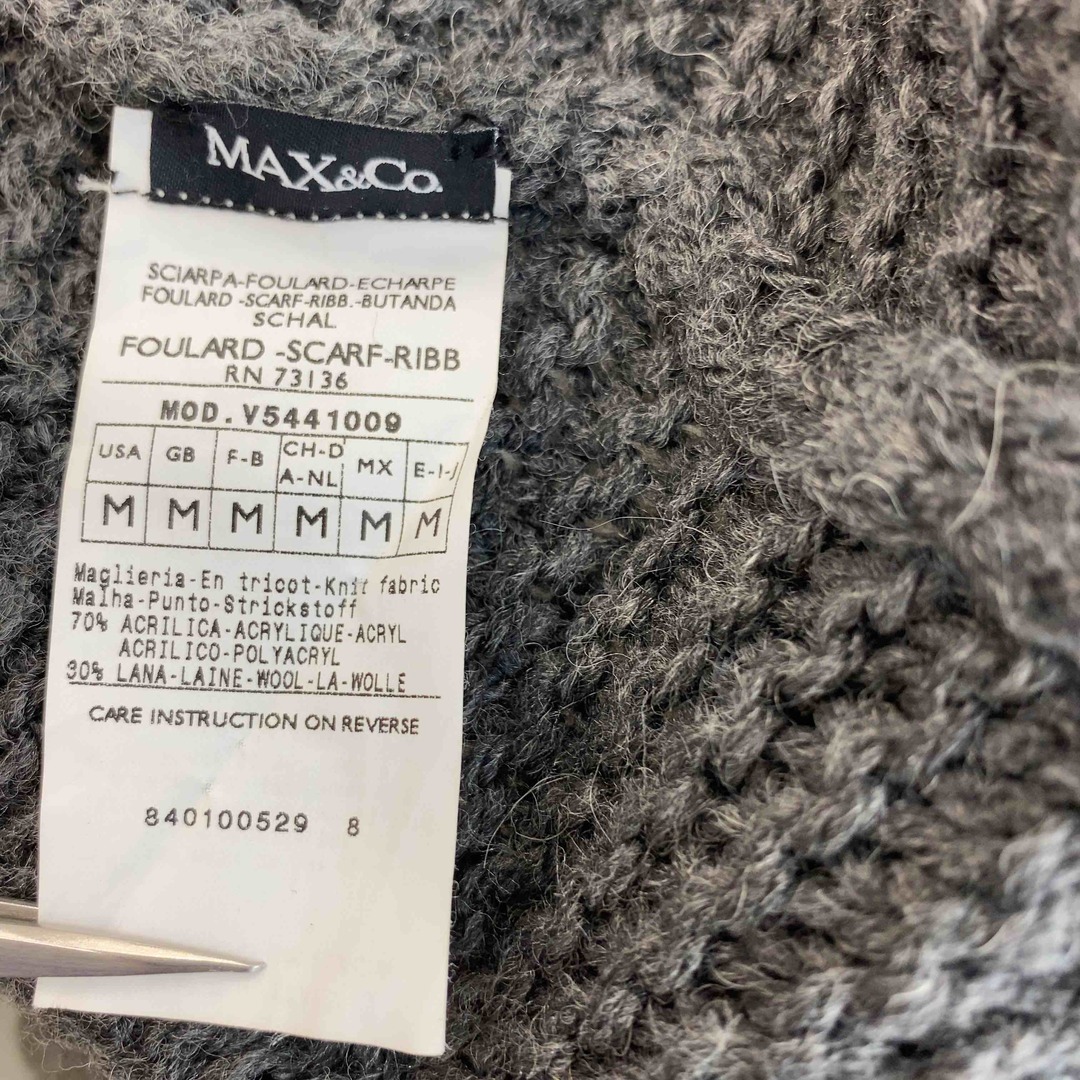 MAX&Co.
SCIARPA-FOULARD-ECHARPE
FOULARD -SCARF-RIBB.-BUTANDA
SCHAL
FOULARD -SCARF-RIBB
RN 73136
MOD.V5441009
USA GB F-B CH-D A-NL MX E-I-J
M M M M M M
Maglieria-En tricot-Knit fabric
Malha-Punto-Strickstoff
70% ACRILICA-ACRYLIQUE-ACRYL
ACRILICO-POLYACRYL
30% LANA-LAINE-WOOL-LA-WOLLE
CARE INSTRUCTION ON REVERSE
840100529 8